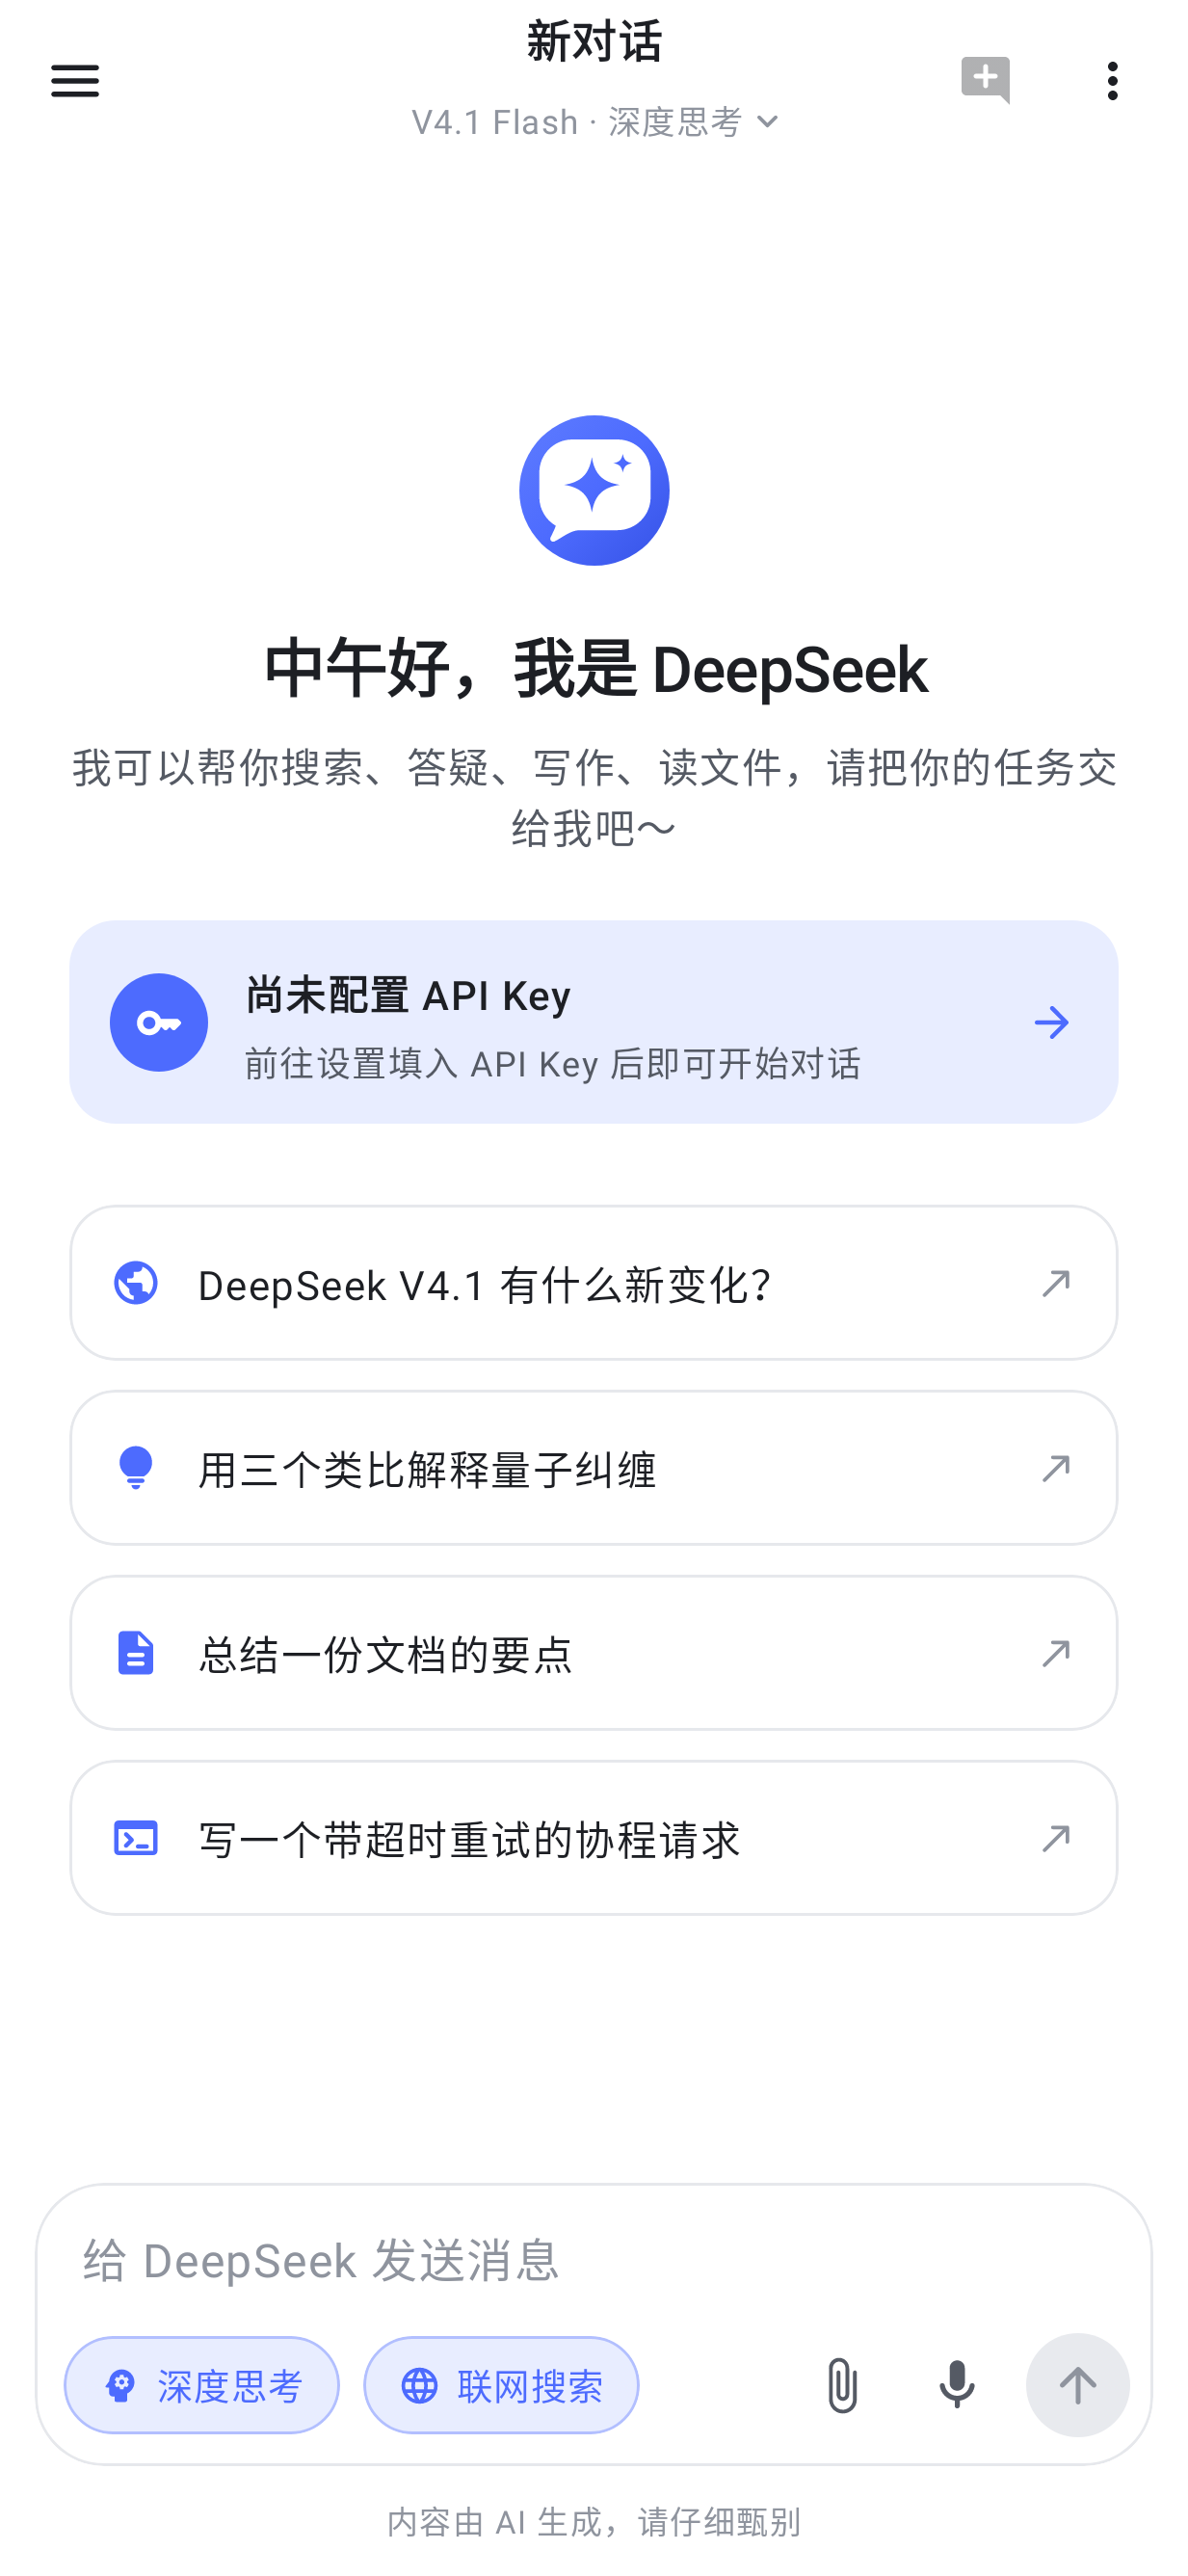 新对话
V4.1 Flash · 深度思考
中午好，我是 DeepSeek
我可以帮你搜索、答疑、写作、读文件，请把你的任务交
给我吧～
尚未配置 API Key
前往设置填入 API Key 后即可开始对话
DeepSeek V4.1 有什么新变化？
用三个类比解释量子纠缠
总结一份文档的要点
写一个带超时重试的协程请求
给 DeepSeek 发送消息
深度思考
联网搜索
内容由 AI 生成，请仔细甄别